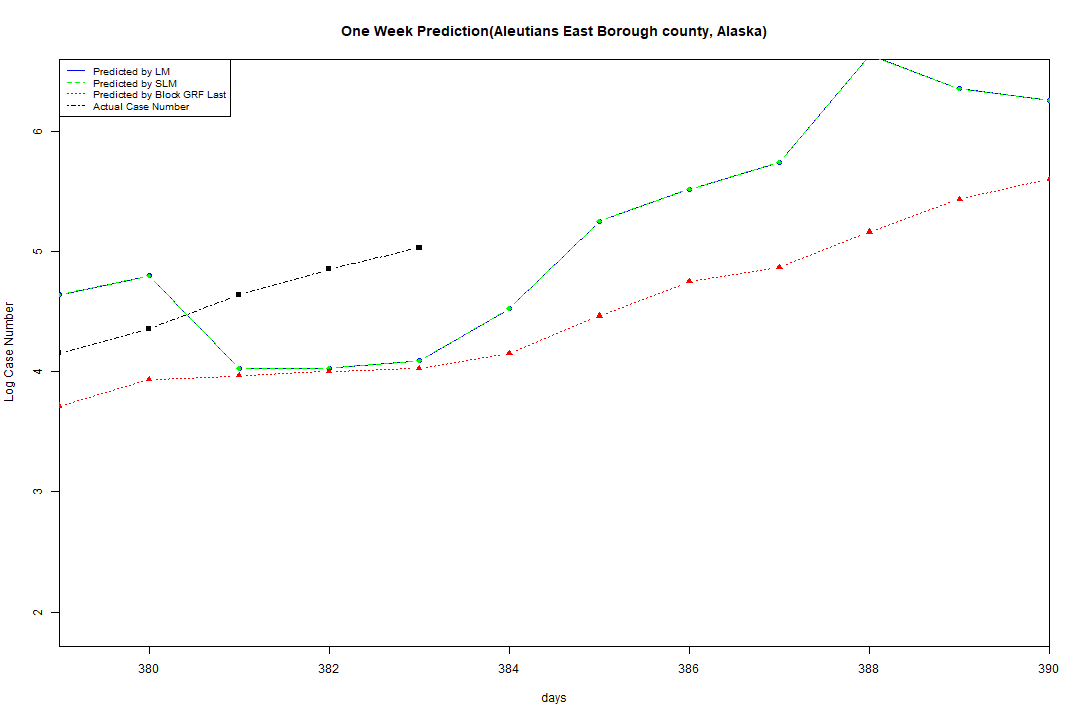 One Week Prediction(Aleutians East Borough county, Alaska)
Predicted by LM
Predicted by SLM
Predicted by Block GRF Last
Actual Case Number
6
5
4
3
2
Log Case Number
380 382 384 386 388 390
days